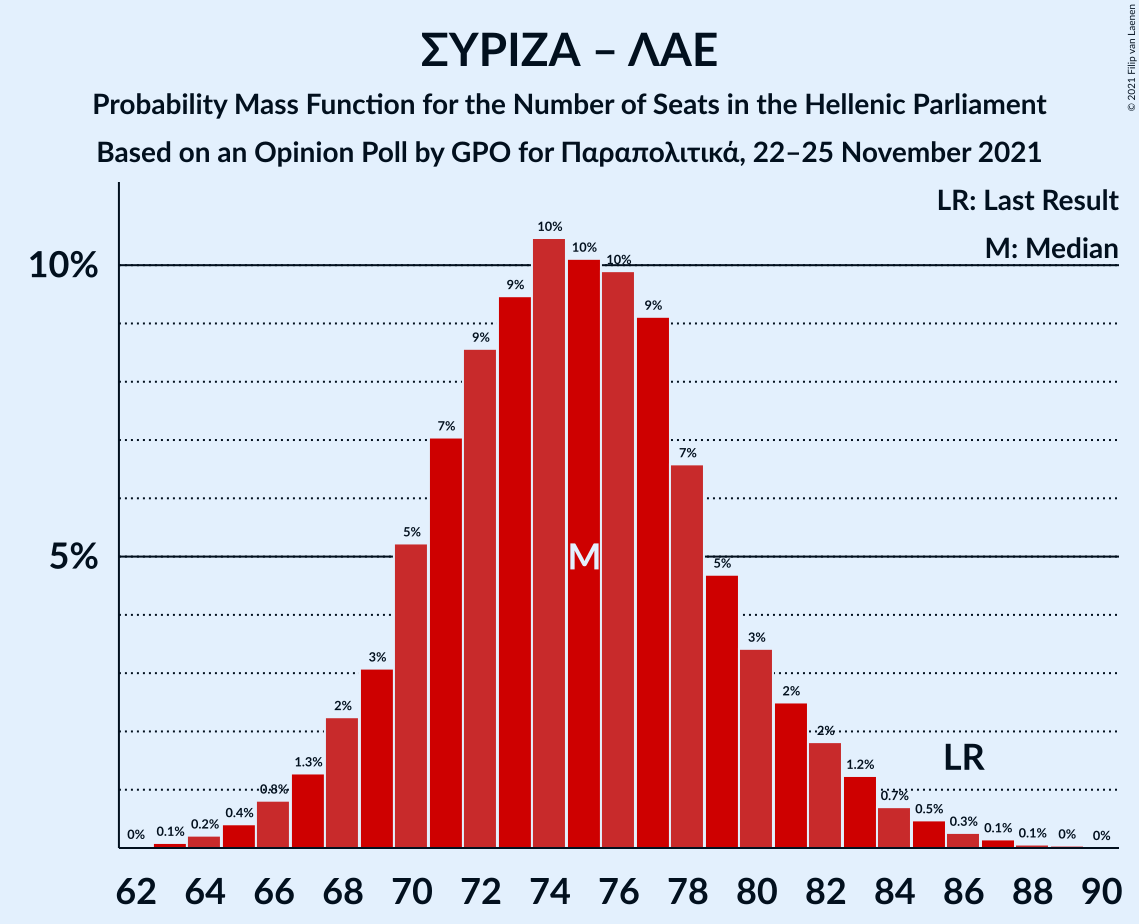 ΣΥΡΙΖΑ – ΛΑΕ
Probability Mass Function for the Number of Seats in the Hellenic Parliament
Based on an Opinion Poll by GPO for Παραπολιτικά, 22–25 November 2021
© 2021 Filip van Laenen
LR: Last Result
M: Median
10%
5%
0% 0.1% 0.2% 0.4% 0.8% 1.3% 2% 3% 5% 7% 9% 9% 10% 10% 10% 9% 7% 5% 3% 2% 2% 1.2% 0.7% 0.5% 0.3% 0.1% 0.1% 0% 0%
M
LR
62 64 66 68 70 72 74 76 78 80 82 84 86 88 90